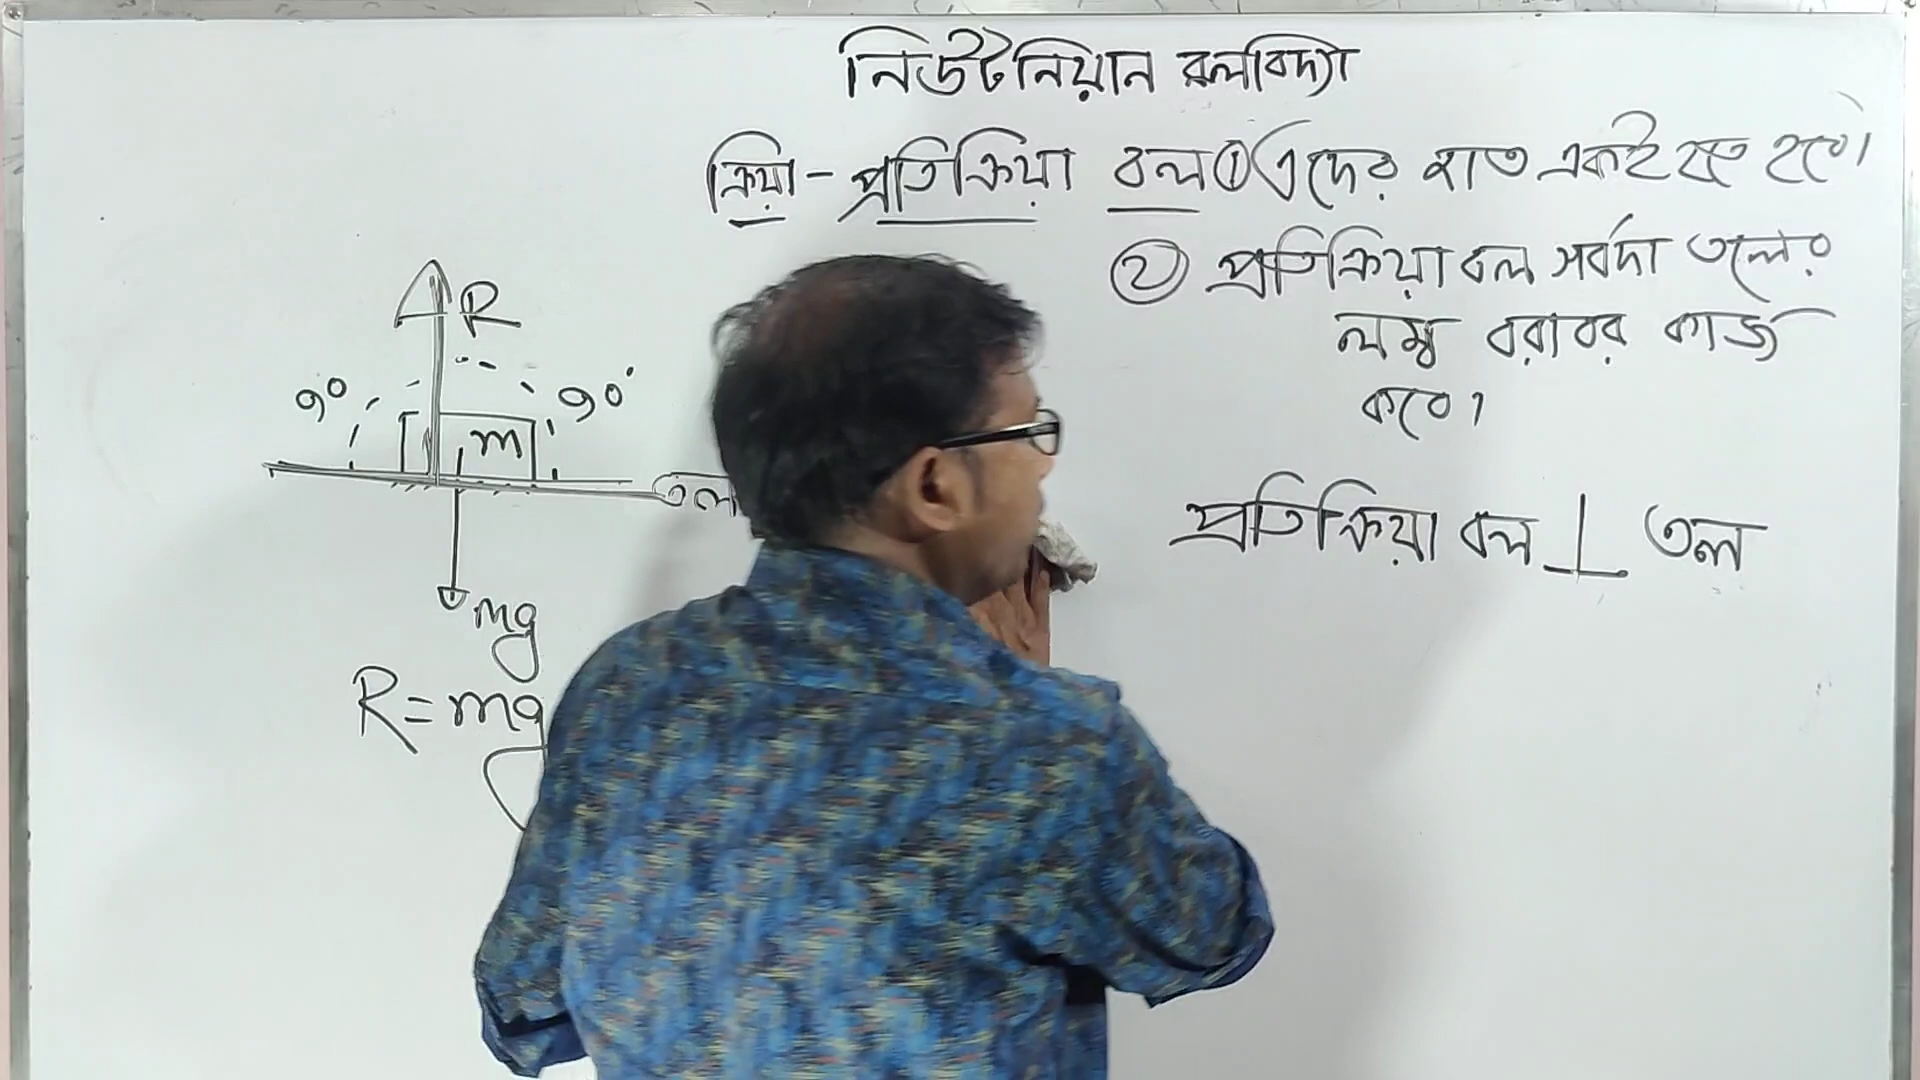 নিউটনিয়ান বলবিদ্যা
ক্রিয়া - প্রতিক্রিয়া বল ① এদের মাত একই হতে হবে।
② প্রতিক্রিয়া বল সর্বদা তলের
লম্ব বরাবর কাজ
করে।
প্রতিক্রিয়া বল ⊥ তল
R
90
90°
m
তল
mg
R = mg